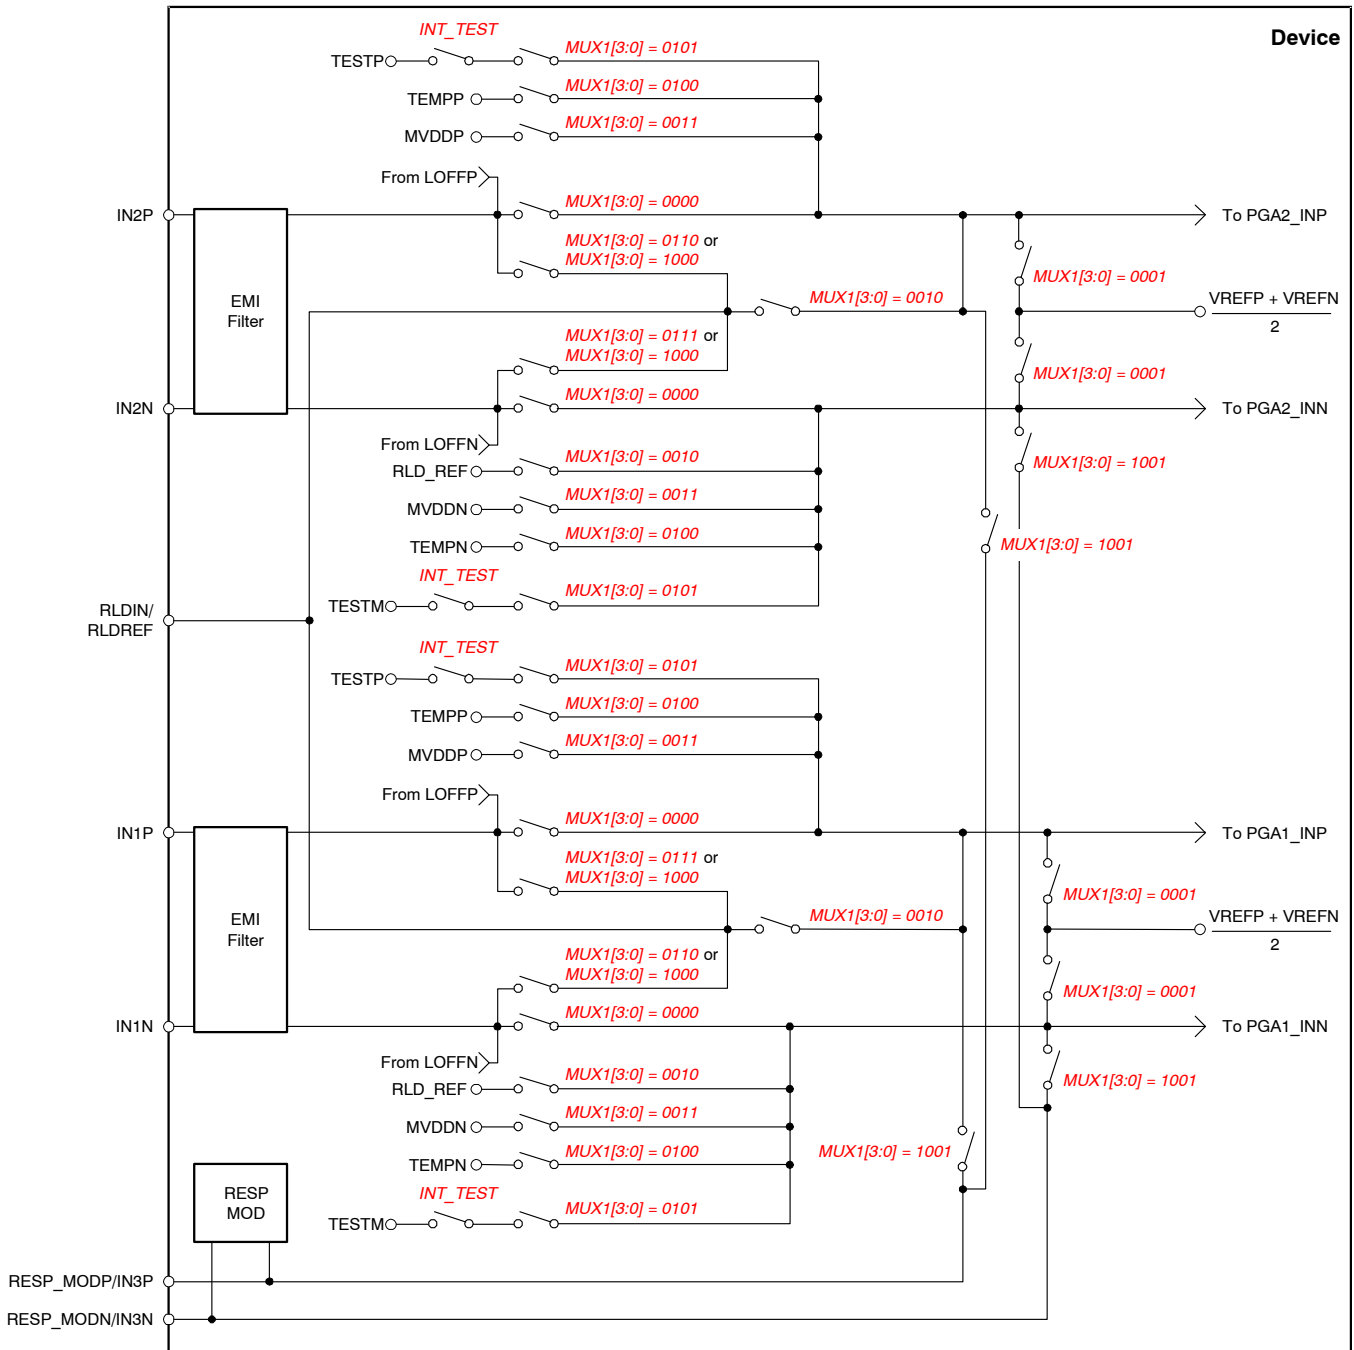 Device
INT_TEST
TESTP
MUX1[3:0] = 0101
TEMPP
MUX1[3:0] = 0100
MVDDP
MUX1[3:0] = 0011
From LOFFP
IN2P
MUX1[3:0] = 0000
To PGA2_INP
MUX1[3:0] = 0110 or
MUX1[3:0] = 1000
MUX1[3:0] = 0001
EMI
Filter
MUX1[3:0] = 0010
VREFP + VREFN
2
MUX1[3:0] = 0111 or
MUX1[3:0] = 1000
MUX1[3:0] = 0001
IN2N
MUX1[3:0] = 0000
To PGA2_INN
From LOFFN
RLD_REF
MUX1[3:0] = 0010
MUX1[3:0] = 1001
MVDDN
MUX1[3:0] = 0011
TEMPN
MUX1[3:0] = 0100
MUX1[3:0] = 1001
INT_TEST
TESTM
MUX1[3:0] = 0101
RLDIN/
RLDREF
INT_TEST
TESTP
MUX1[3:0] = 0101
TEMPP
MUX1[3:0] = 0100
MVDDP
MUX1[3:0] = 0011
From LOFFP
IN1P
MUX1[3:0] = 0000
To PGA1_INP
MUX1[3:0] = 0111 or
MUX1[3:0] = 1000
MUX1[3:0] = 0001
EMI
Filter
MUX1[3:0] = 0010
VREFP + VREFN
2
MUX1[3:0] = 0110 or
MUX1[3:0] = 1000
MUX1[3:0] = 0001
IN1N
MUX1[3:0] = 0000
To PGA1_INN
From LOFFN
RLD_REF
MUX1[3:0] = 0010
MUX1[3:0] = 1001
MVDDN
MUX1[3:0] = 0011
TEMPN
MUX1[3:0] = 0100
MUX1[3:0] = 1001
INT_TEST
TESTM
MUX1[3:0] = 0101
RESP
MOD
RESP_MODP/IN3P
RESP_MODN/IN3N